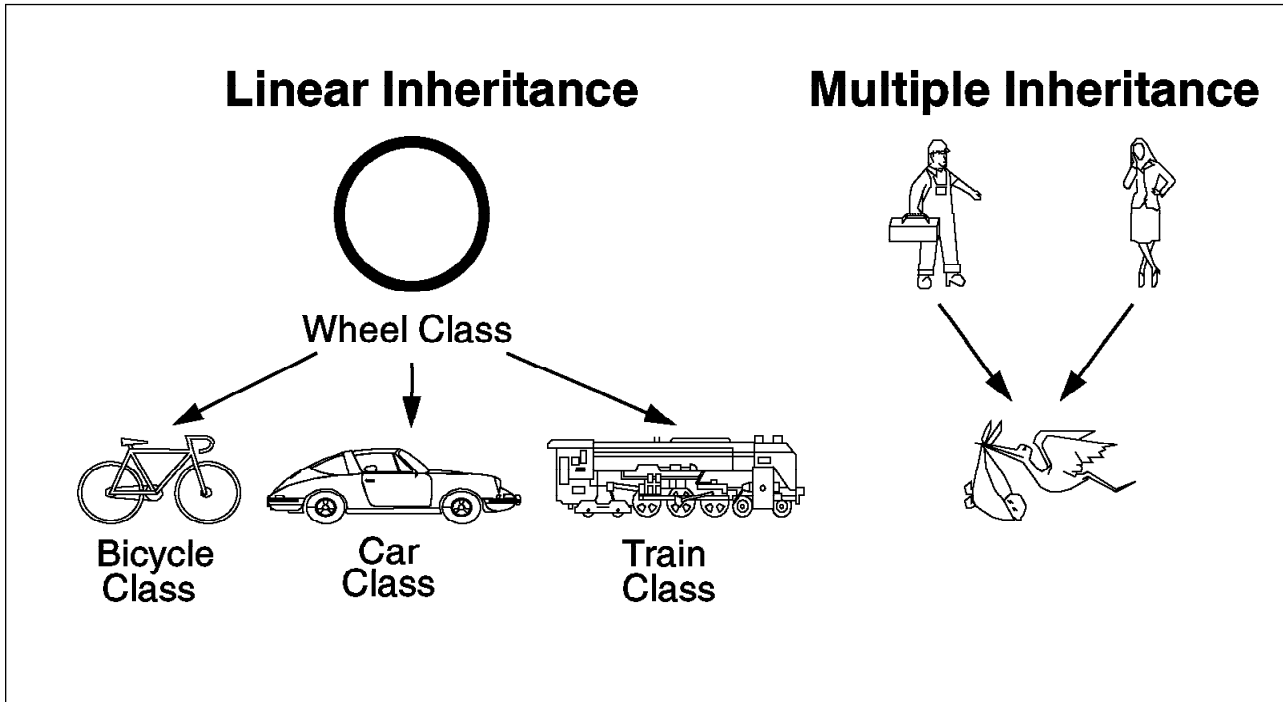 Linear Inheritance
Multiple Inheritance
Wheel Class
Bicycle
Class
Car
Class
Train
Class